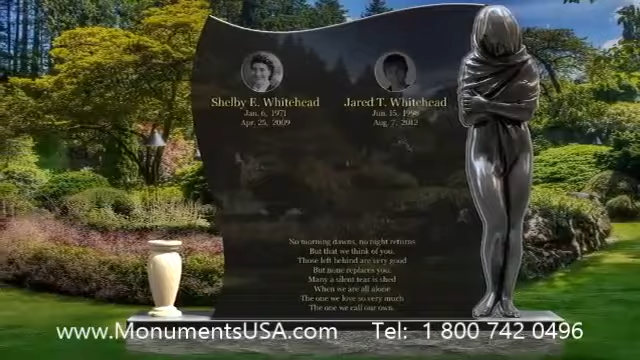 Shelby E. Whitehead
Jan. 6, 1971
Apr. 25, 2009
Jared T. Whitehead
Jun. 15, 1998
Aug. 7, 2012
No morning dawns, no night returns
But that we think of you.
Those left behind are very good
But none replaces you.
Many a silent tear is shed
When we are all alone
The one we love so very much
The one we call our own.
www.MonumentsUSA.com Tel: 1 800 742 0496